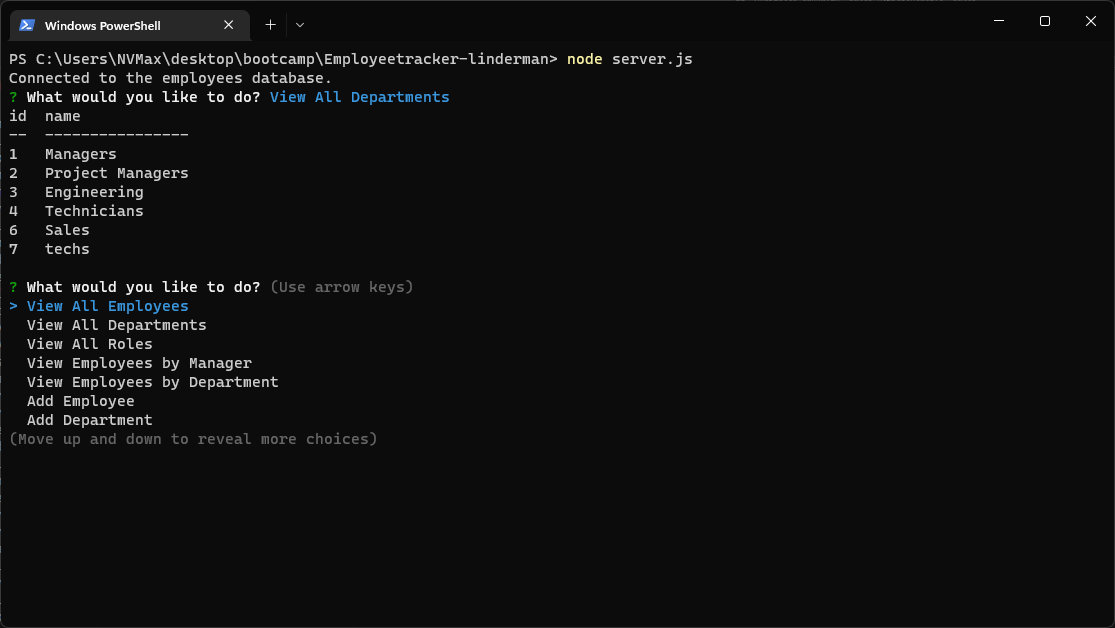 Windows PowerShell
PS C:\Users\NVMax\desktop\bootcamp\Employeetracker-linderman> node server.js
Connected to the employees database.
? What would you like to do? View All Departments
id  name
--  ----------------
1   Managers
2   Project Managers
3   Engineering
4   Technicians
6   Sales
7   techs
? What would you like to do? (Use arrow keys)
> View All Employees
  View All Departments
  View All Roles
  View Employees by Manager
  View Employees by Department
  Add Employee
  Add Department
(Move up and down to reveal more choices)